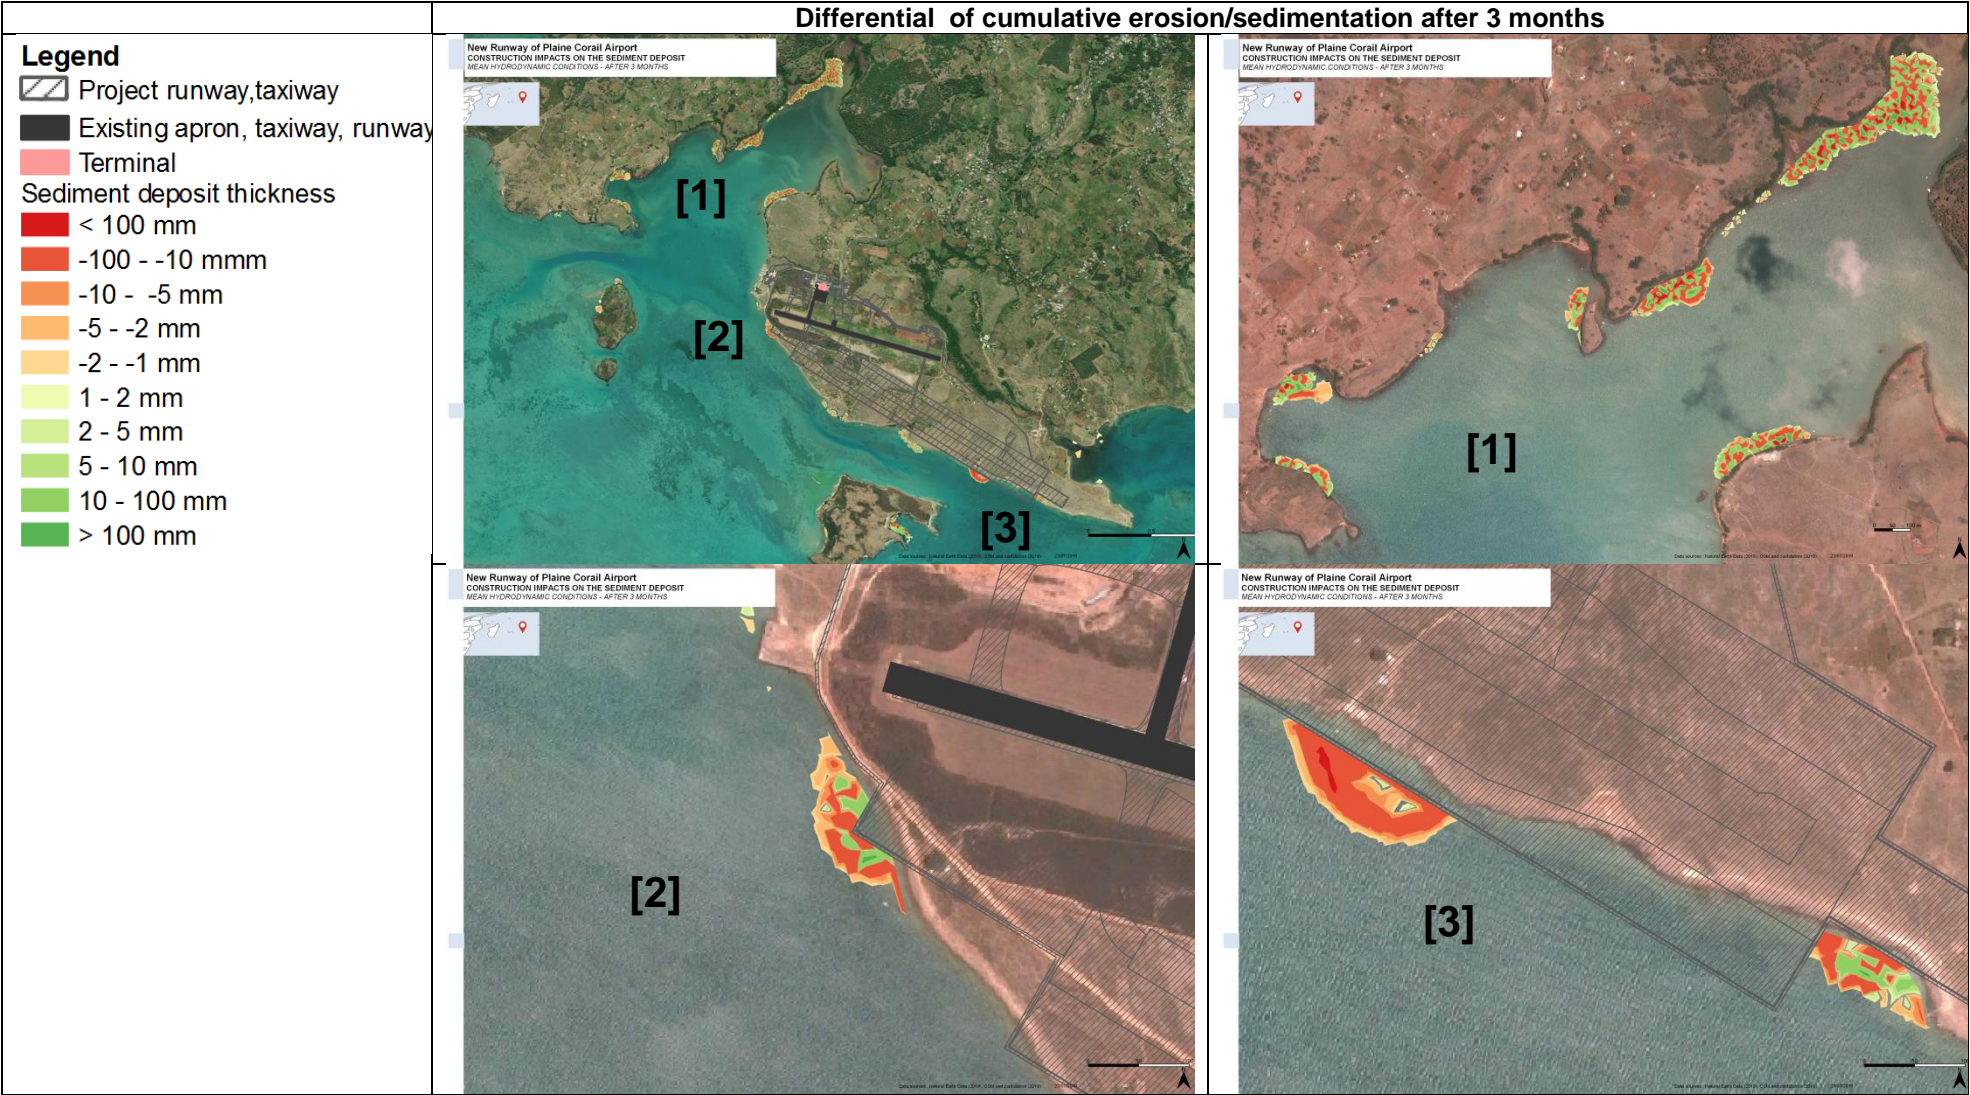 Differential of cumulative erosion/sedimentation after 3 months
Legend
Project runway,taxiway
Existing apron, taxiway, runway
Terminal
Sediment deposit thickness
< 100 mm
-100 - -10 mmm
-10 - -5 mm
-5 - -2 mm
-2 - -1 mm
1 - 2 mm
2 - 5 mm
5 - 10 mm
10 - 100 mm
> 100 mm
New Runway of Plaine Corail Airport
CONSTRUCTION IMPACTS ON THE SEDIMENT DEPOSIT
MEAN HYDRODYNAMIC CONDITIONS - AFTER 3 MONTHS
[1]
[2]
[3]
New Runway of Plaine Corail Airport
CONSTRUCTION IMPACTS ON THE SEDIMENT DEPOSIT
MEAN HYDRODYNAMIC CONDITIONS - AFTER 3 MONTHS
[1]
New Runway of Plaine Corail Airport
CONSTRUCTION IMPACTS ON THE SEDIMENT DEPOSIT
MEAN HYDRODYNAMIC CONDITIONS - AFTER 3 MONTHS
[2]
New Runway of Plaine Corail Airport
CONSTRUCTION IMPACTS ON THE SEDIMENT DEPOSIT
MEAN HYDRODYNAMIC CONDITIONS - AFTER 3 MONTHS
[3]